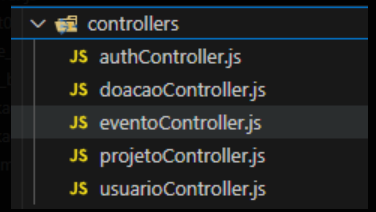 controllers
JS authController.js
JS doacaoController.js
JS eventoController.js
JS projetoController.js
JS usuarioController.js